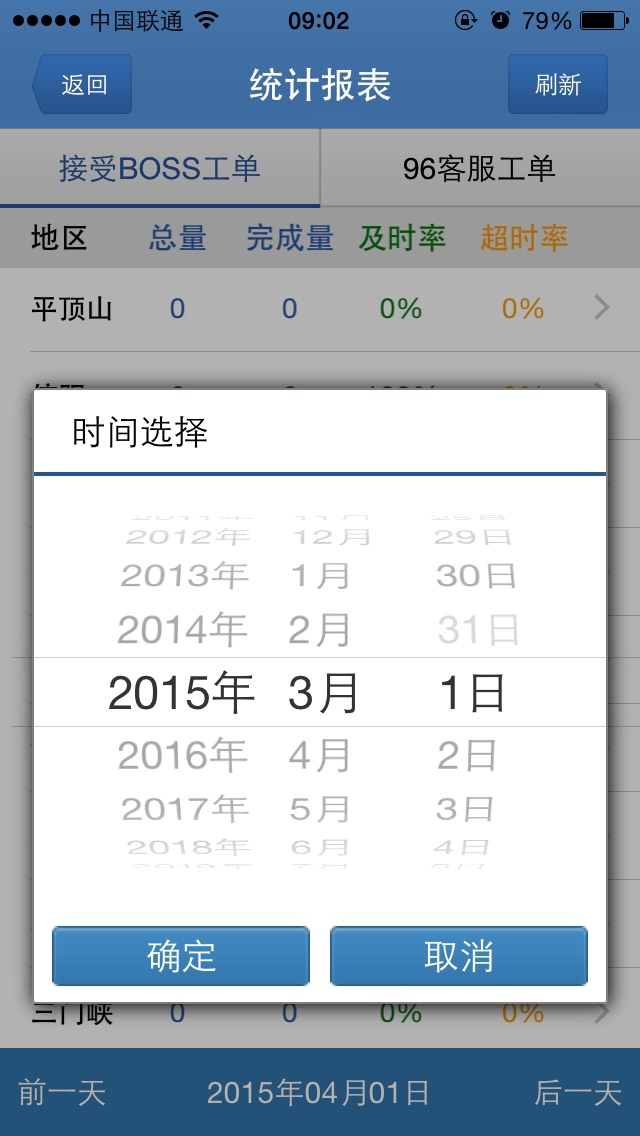 中国联通 09:02 79%
返回 统计报表 刷新
接受BOSS工单 96客服工单
地区 总量 完成量 及时率 超时率
平顶山 0 0 0% 0%
时间选择
2012年 12月 29日
2013年 1月 30日
2014年 2月 31日
2015年 3月 1日
2016年 4月 2日
2017年 5月 3日
2018年 6月 4日
确定 取消
三门峡 0 0 0% 0%
前一天 2015年04月01日 后一天